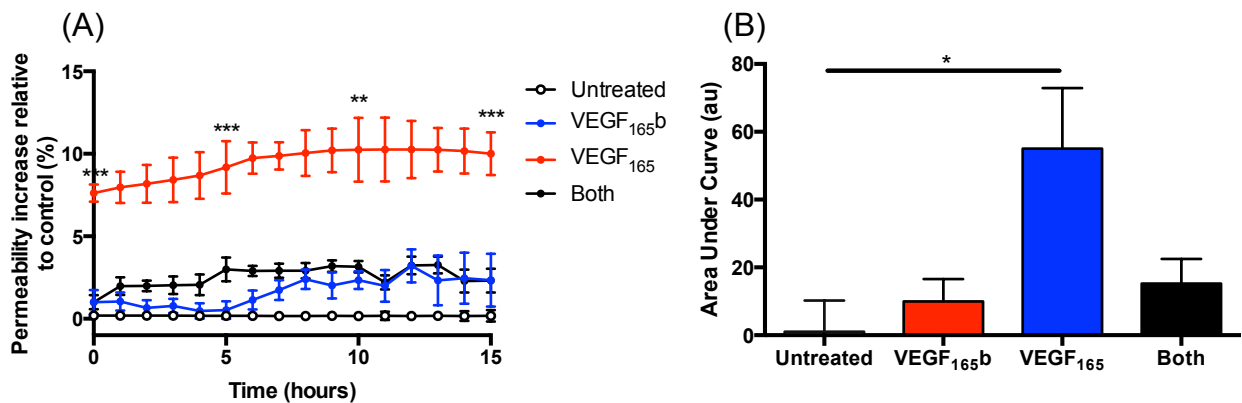 (A)
Permeability increase relative
to control (%)
15
10
5
0
***
***
**
***
0
5
10
15
Time (hours)
Untreated
VEGF165b
VEGF165
Both
(B)
Area Under Curve (au)
80
60
40
20
0
*
Untreated
VEGF165b
VEGF165
Both